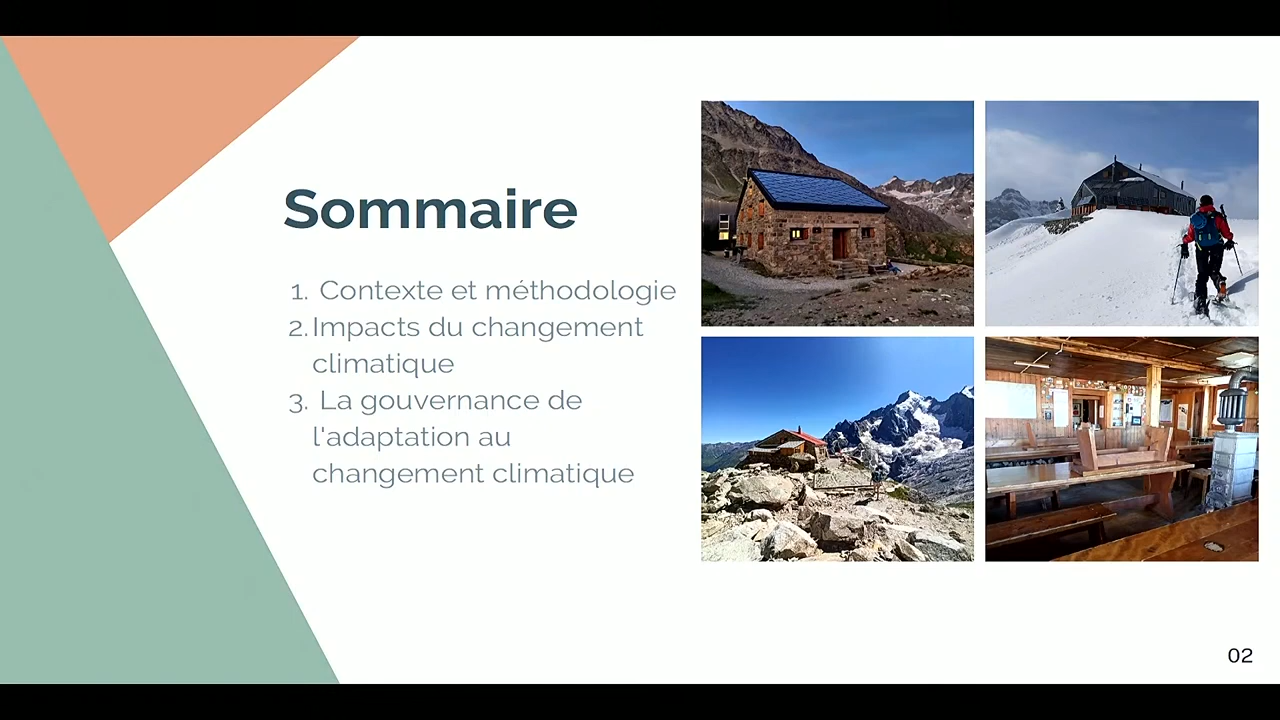 Sommaire
1. Contexte et méthodologie
2. Impacts du changement
climatique
3. La gouvernance de
l'adaptation au
changement climatique
02